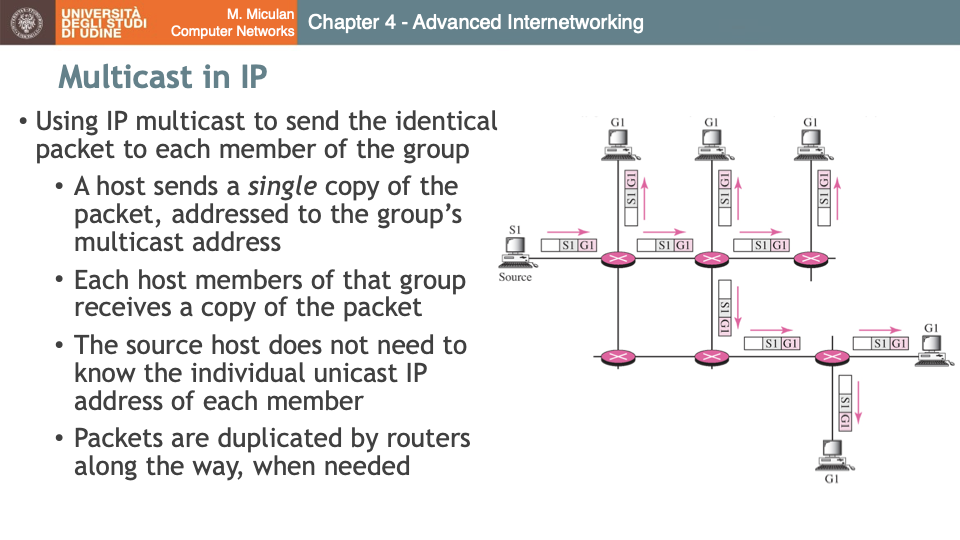 UNIVERSITÀ
DEGLI STUDI
DI UDINE
M. Miculan
Computer Networks
Chapter 4 - Advanced Internetworking
Multicast in IP
• Using IP multicast to send the identical
packet to each member of the group
• A host sends a single copy of the
packet, addressed to the group's
multicast address
• Each host members of that group
receives a copy of the packet
• The source host does not need to
know the individual unicast IP
address of each member
• Packets are duplicated by routers
along the way, when needed
G1 G1 G1
S1 G1 S1 G1 S1 G1
S1
S1 G1 S1 G1 S1 G1
Source
S1 G1
G1
S1 G1 S1 G1
S1 G1
G1